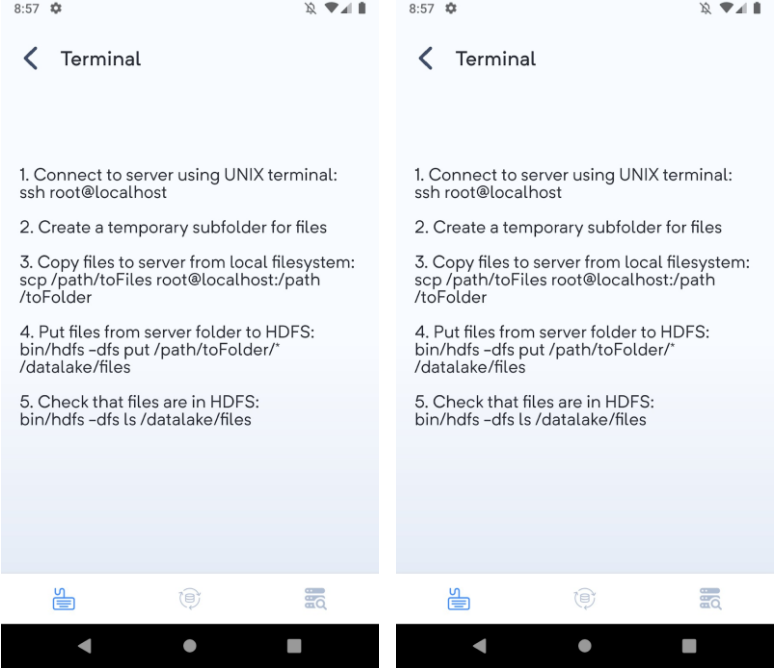 8:57
Terminal
1. Connect to server using UNIX terminal:
ssh root@localhost
2. Create a temporary subfolder for files
3. Copy files to server from local filesystem:
scp /path/toFiles root@localhost:/path
/toFolder
4. Put files from server folder to HDFS:
bin/hdfs –dfs put /path/toFolder/*
/datalake/files
5. Check that files are in HDFS:
bin/hdfs –dfs ls /datalake/files
8:57
Terminal
1. Connect to server using UNIX terminal:
ssh root@localhost
2. Create a temporary subfolder for files
3. Copy files to server from local filesystem:
scp /path/toFiles root@localhost:/path
/toFolder
4. Put files from server folder to HDFS:
bin/hdfs –dfs put /path/toFolder/*
/datalake/files
5. Check that files are in HDFS:
bin/hdfs –dfs ls /datalake/files